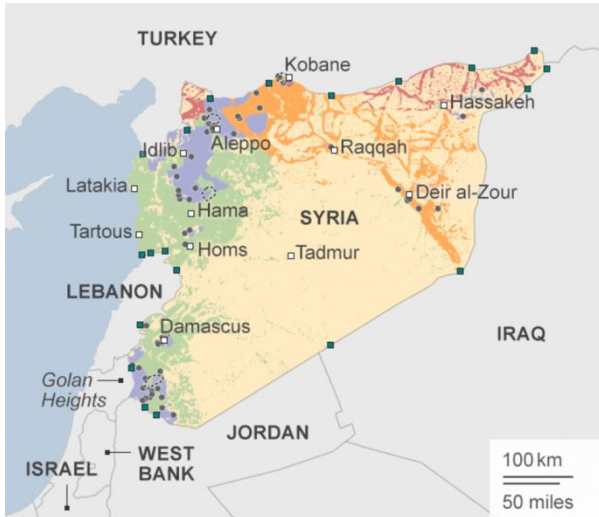 TURKEY
Kobane
Hassakeh
Idlib
Aleppo
Raqqah
Latakia
Deir al-Zour
Hama
SYRIA
Tartous
Homs
Tadmur
LEBANON
Damascus
IRAQ
Golan
Heights
JORDAN
WEST
BANK
ISRAEL
100 km
50 miles